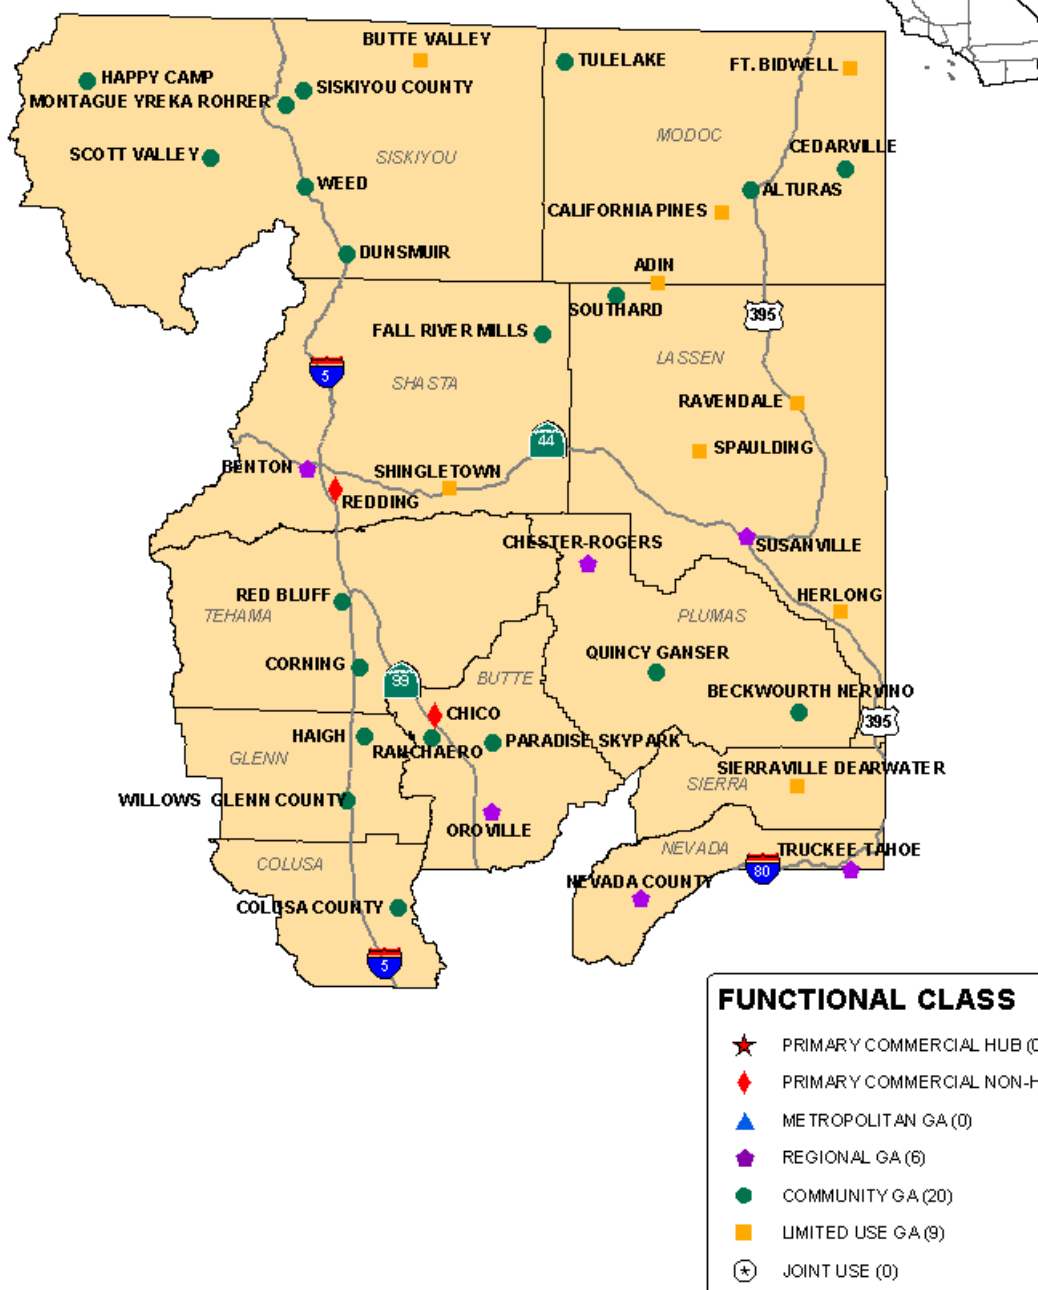 BUTTE VALLEY
TULELAKE
FT. BIDWELL
HAPPY CAMP
SISKIYOU COUNTY
MONTAGUE YREKA ROHRER
MODOC
CEDARVILLE
SCOTT VALLEY
SISKIYOU
WEED
ALTURAS
CALIFORNIA PINES
DUNSMUIR
ADIN
SOUTHARD
395
FALL RIVER MILLS
LASSEN
5
SHASTA
RAVENDALE
44
SPAULDING
BENTON
SHINGLETOWN
REDDING
CHESTER-ROGERS
SUSANVILLE
RED BLUFF
HERLONG
TEHAMA
PLUMAS
QUINCY GANSER
CORNING
99
BUTTE
BECKWOURTH NERVINO
CHICO
395
HAIGH
RANCHAERO
PARADISE SKYPARK
GLENN
SIERRAVILLE DEARWATER
SIERRA
WILLOWS GLENN COUNTY
OROVILLE
NEVADA
TRUCKEE TAHOE
COLUSA
80
NEVADA COUNTY
COLUSA COUNTY
5
FUNCTIONAL CLASS
PRIMARY COMMERCIAL HUB (0
PRIMARY COMMERCIAL NON-H
METROPOLITAN GA (0)
REGIONAL GA (6)
COMMUNITY GA (20)
LIMITED USE GA (9)
JOINT USE (0)